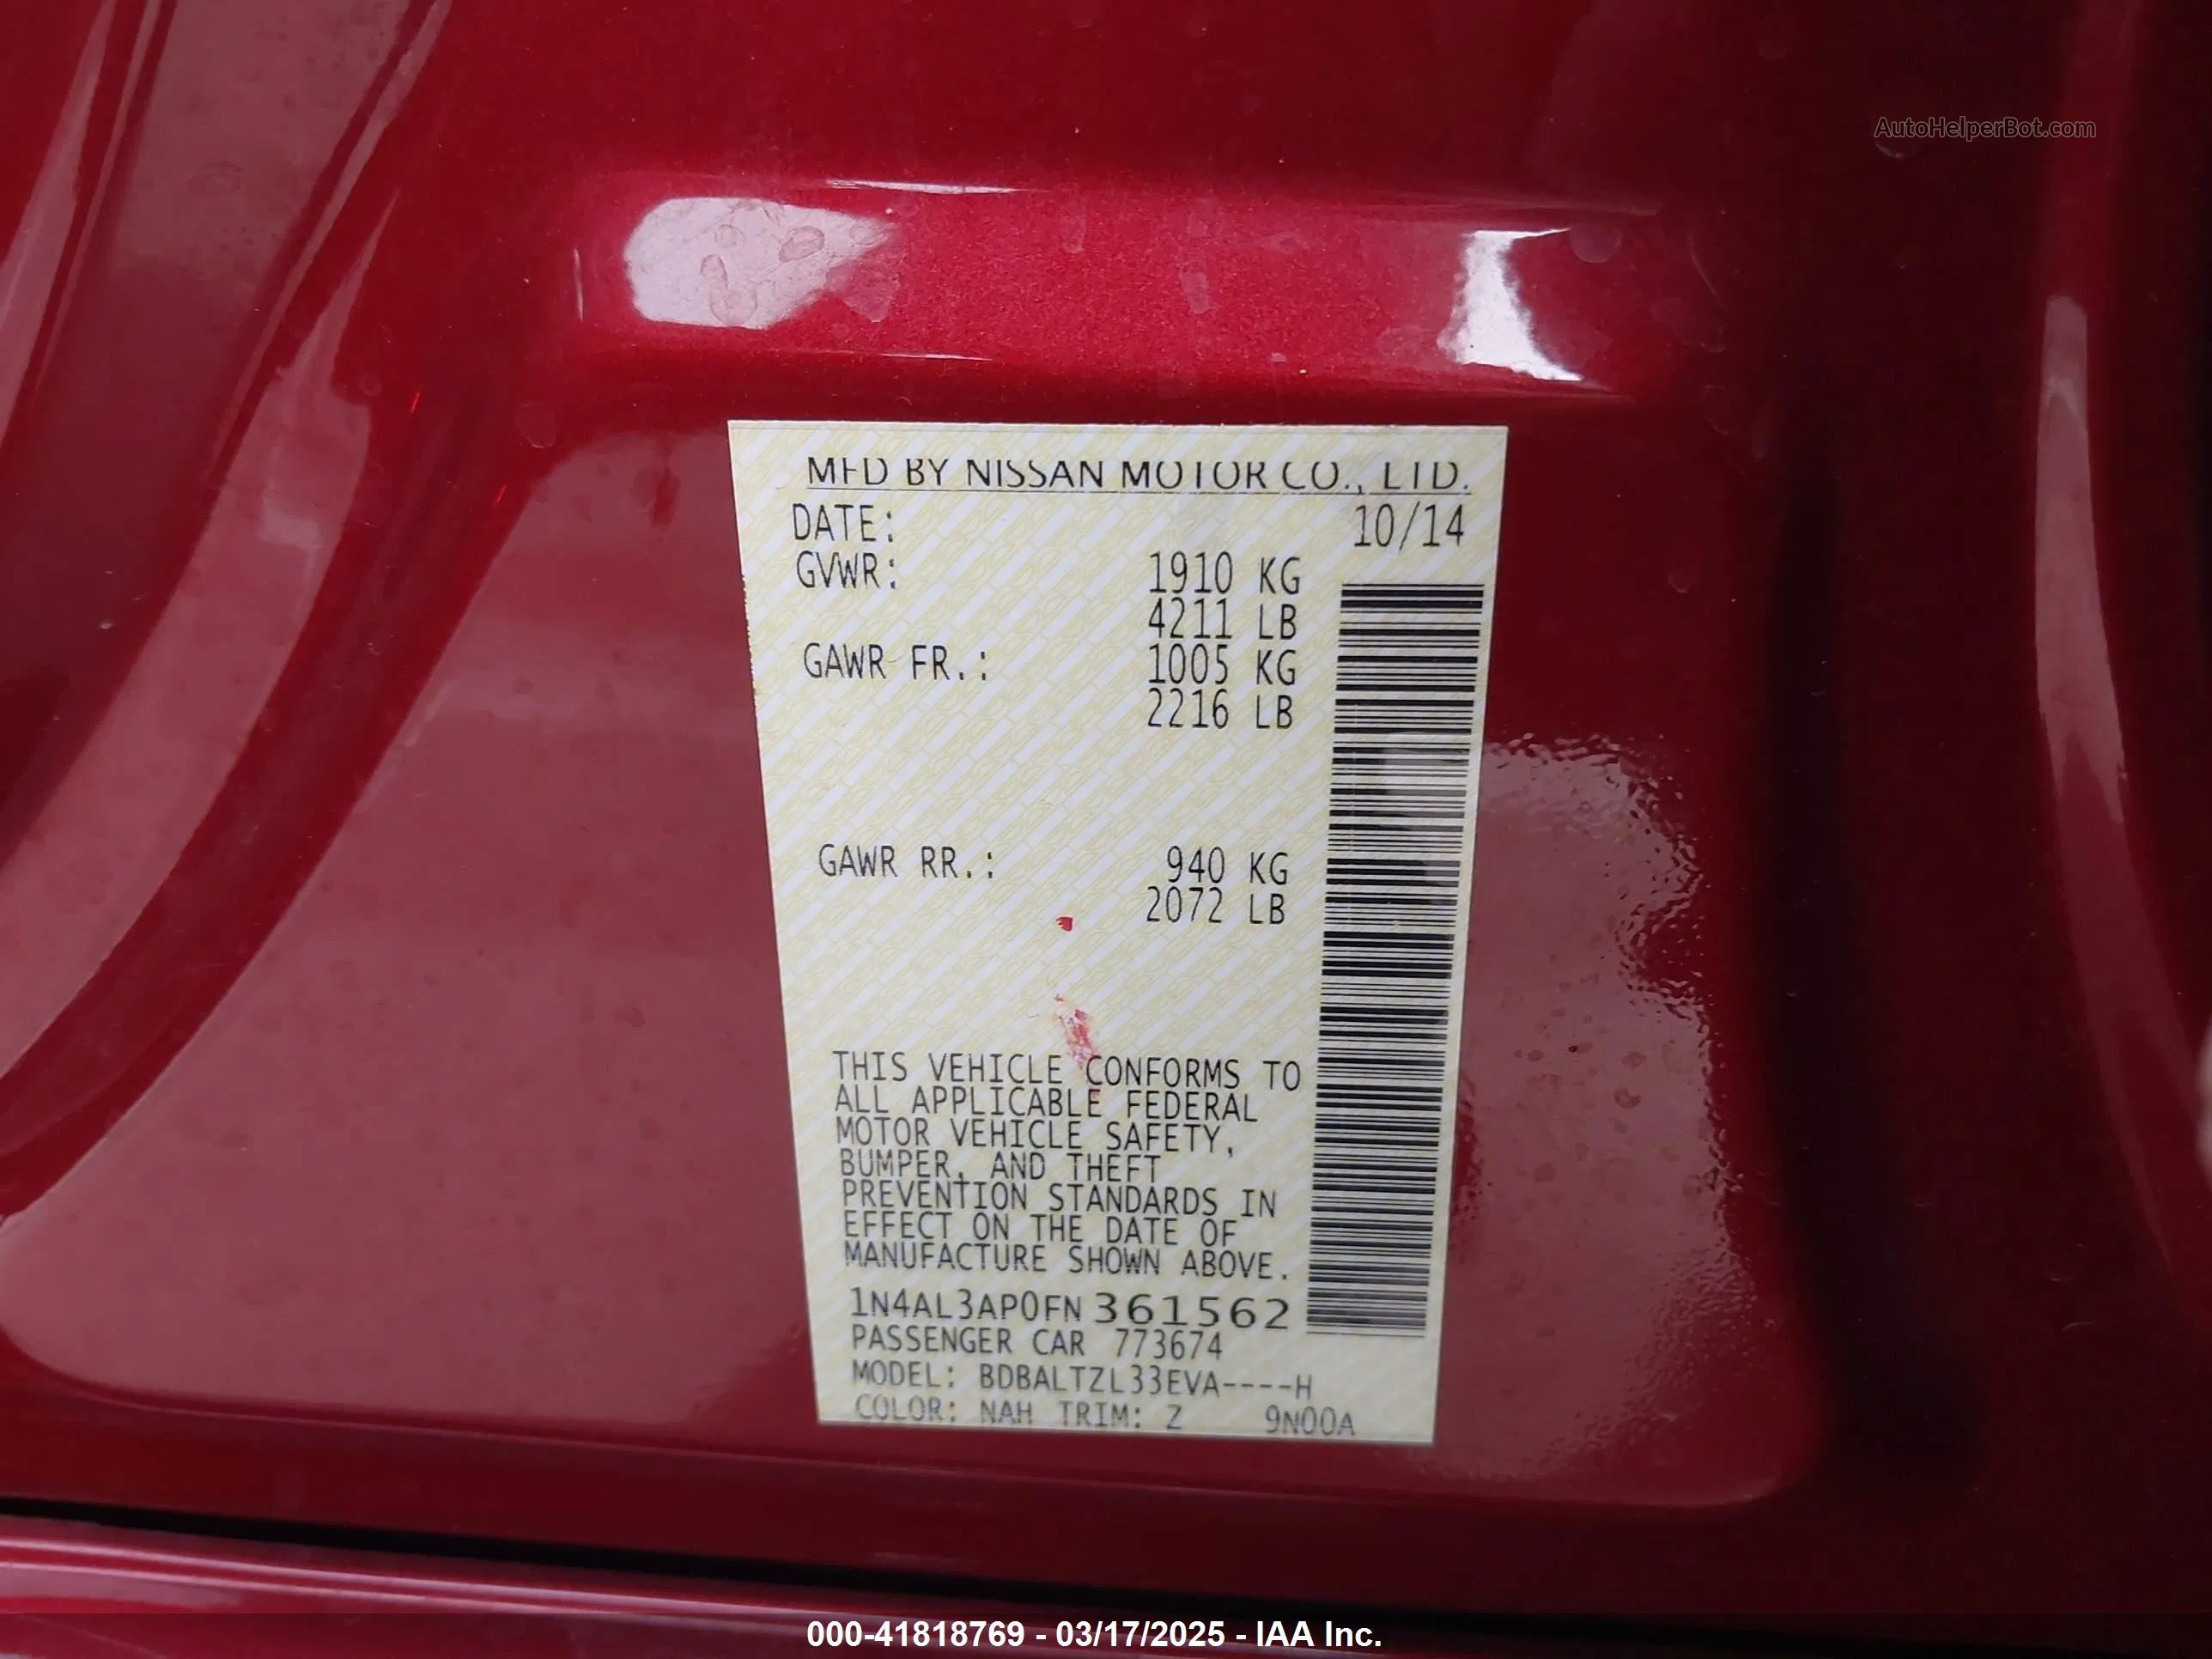 AutoHelperBot.com
MFD BY NISSAN MOTOR CO., LTD.
DATE: 10/14
GVWR: 1910 KG
4211 LB
GAWR FR.: 1005 KG
2216 LB
GAWR RR.: 940 KG
2072 LB
THIS VEHICLE CONFORMS TO
ALL APPLICABLE FEDERAL
MOTOR VEHICLE SAFETY,
BUMPER, AND THEFT
PREVENTION STANDARDS IN
EFFECT ON THE DATE OF
MANUFACTURE SHOWN ABOVE.
1N4AL3AP0FN361562
PASSENGER CAR 773674
MODEL: BDBALTZL33EVA----H
COLOR: NAH TRIM: Z 9N00A
000-41818769 - 03/17/2025 - IAA Inc.